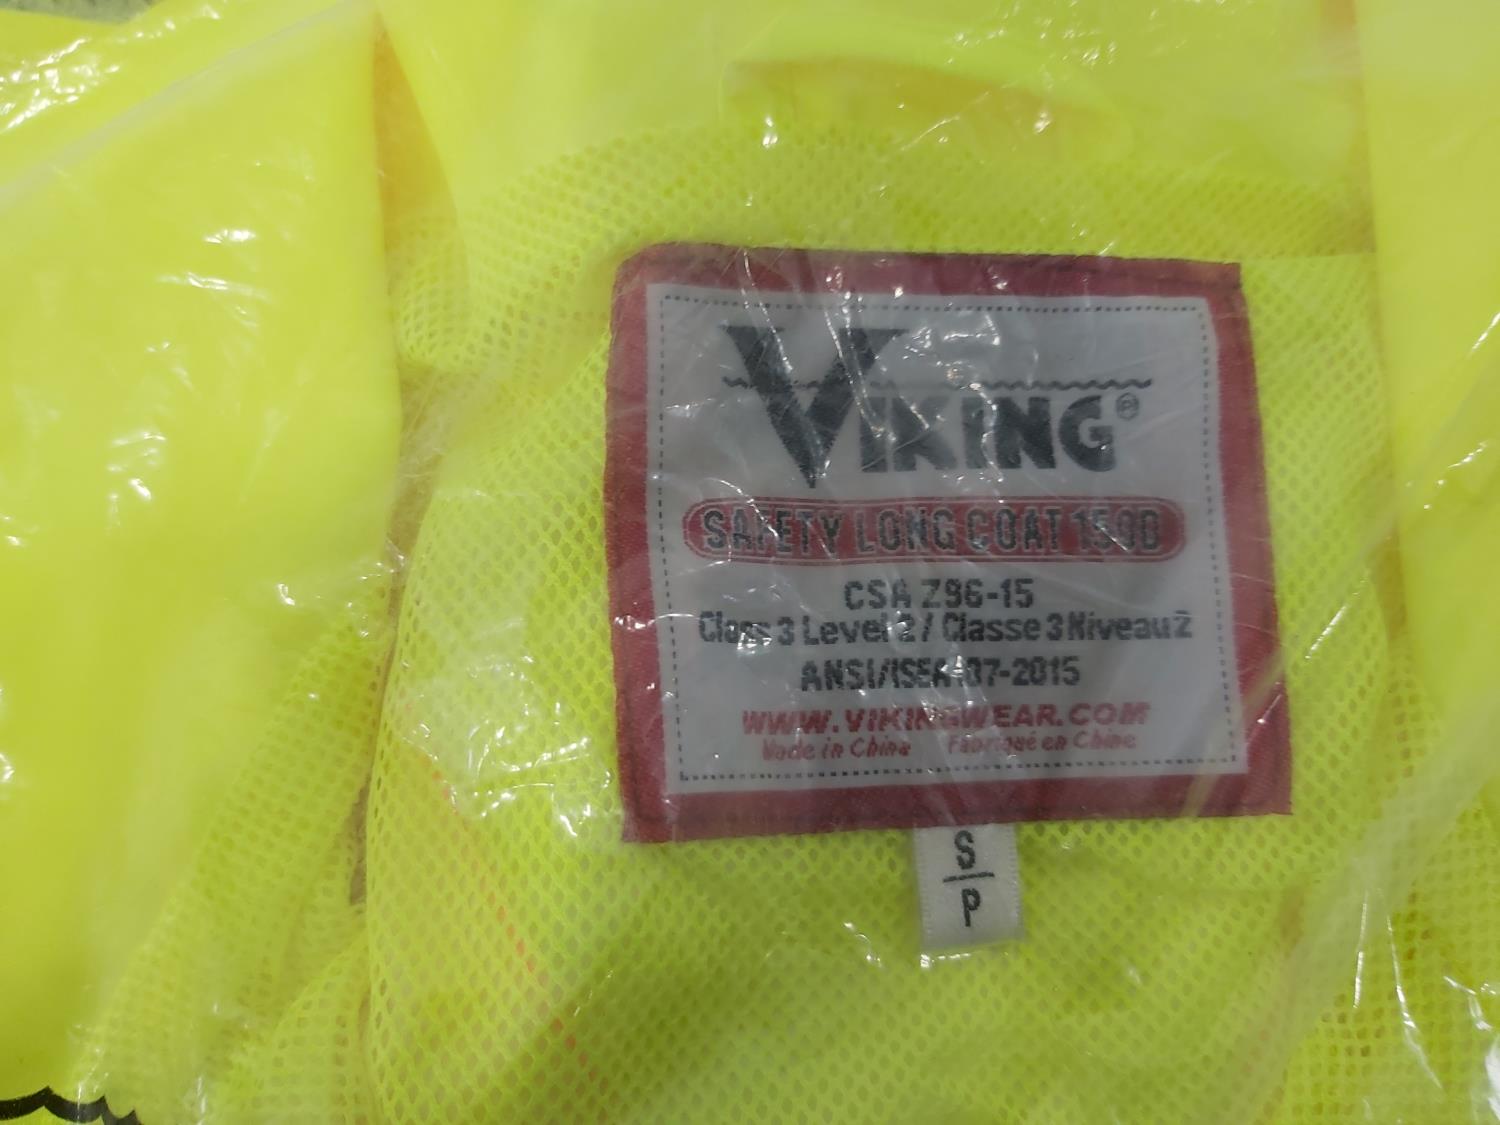 VIKING®
SAFETY LONG COAT 150D
CSA Z96-15
Class 3 Level 2 / Classe 3 Niveau 2
ANSI/ISEA 107-2015
WWW.VIKINGWEAR.COM
Made in China Fabriqué en Chine
S
P